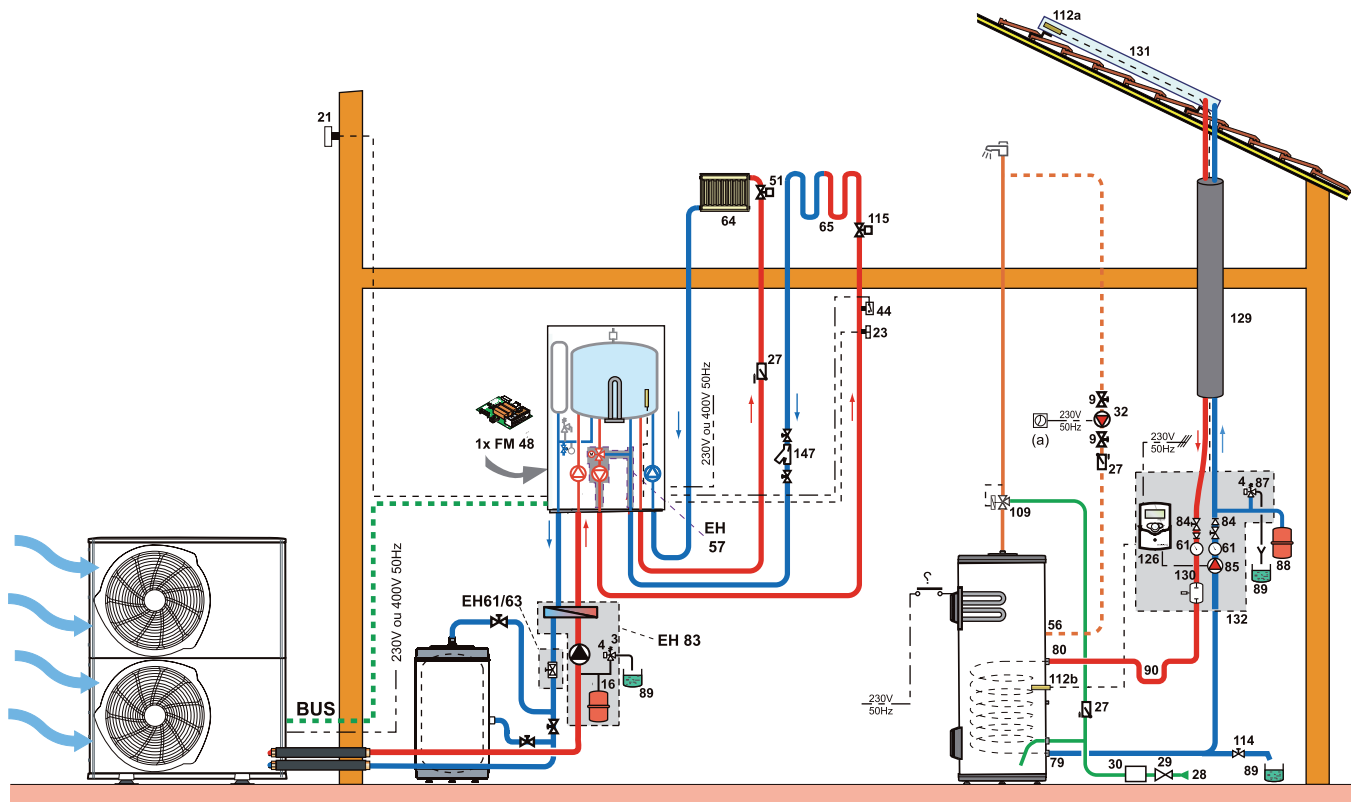 112a
131
21
51
64
65
115
44
23
129
27
230V ou 400V 50Hz
1x FM 48
147
EH
57
9
32
230V
50Hz
(a)
9
27
230V
50Hz
109
4
87
84
84
61
61
126
85
88
130
89
132
230V ou 400V 50Hz
EH61/63
EH 83
4
3
16
89
BUS
?
230V
50Hz
56
80
90
112b
27
79
114
30
29
28
89